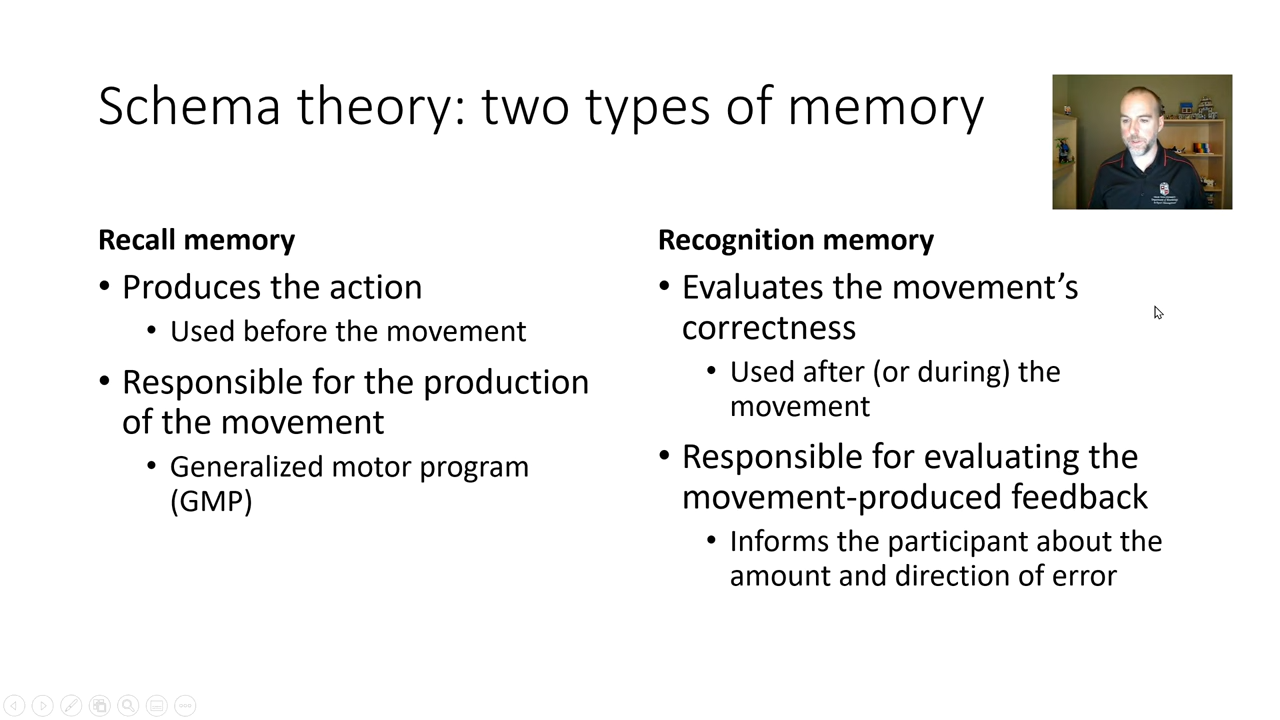 Schema theory: two types of memory
Recall memory
• Produces the action
• Used before the movement
• Responsible for the production
of the movement
• Generalized motor program
(GMP)
Recognition memory
• Evaluates the movement’s
correctness
• Used after (or during) the
movement
• Responsible for evaluating the
movement-produced feedback
• Informs the participant about the
amount and direction of error